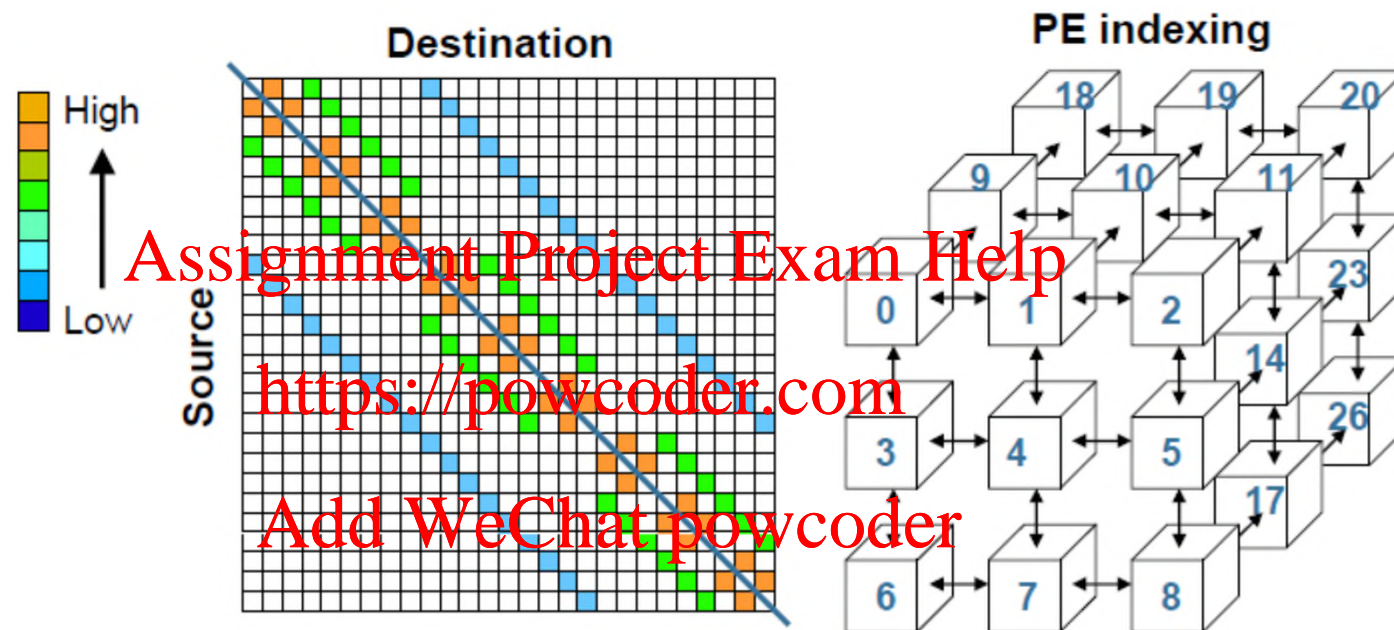 Destination
PE indexing
High
Low
Source
18 19 20
9 10 11
0 1 2
23
14
3 4 5
26
17
6 7 8
Assignment Project Exam Help
https://powcoder.com
Add WeChat powcoder